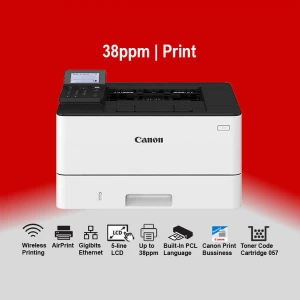 38ppm | Print
Canon
LCD
Wireless Printing
AirPrint
Gigibits Ethernet
5-line LCD
Up to 38ppm
Built-in PCL Language
Canon Print Bussiness
Toner Code Cartridge 057